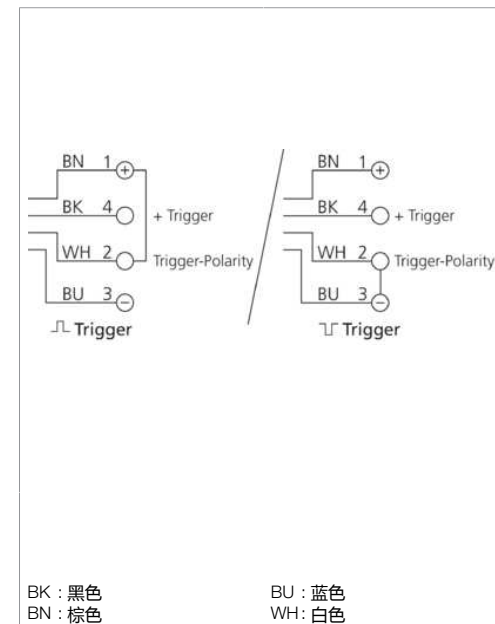 BN 1 + BN 1 +
BK 4 + Trigger BK 4 + Trigger
WH 2 Trigger-Polarity WH 2 Trigger-Polarity
BU 3 − BU 3 −
Trigger Trigger
BK : 黑色 BU : 蓝色
BN : 棕色 WH : 白色